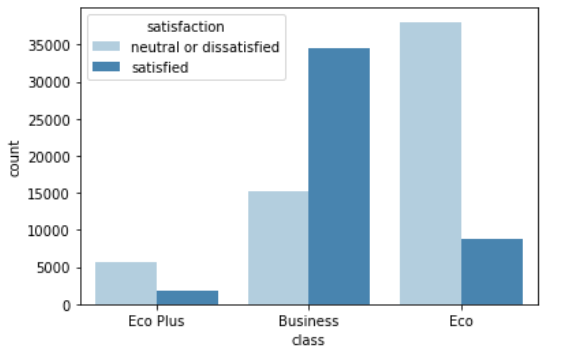 satisfaction
neutral or dissatisfied
satisfied
35000
30000
25000
20000
15000
10000
5000
0
count
Eco Plus Business Eco
class